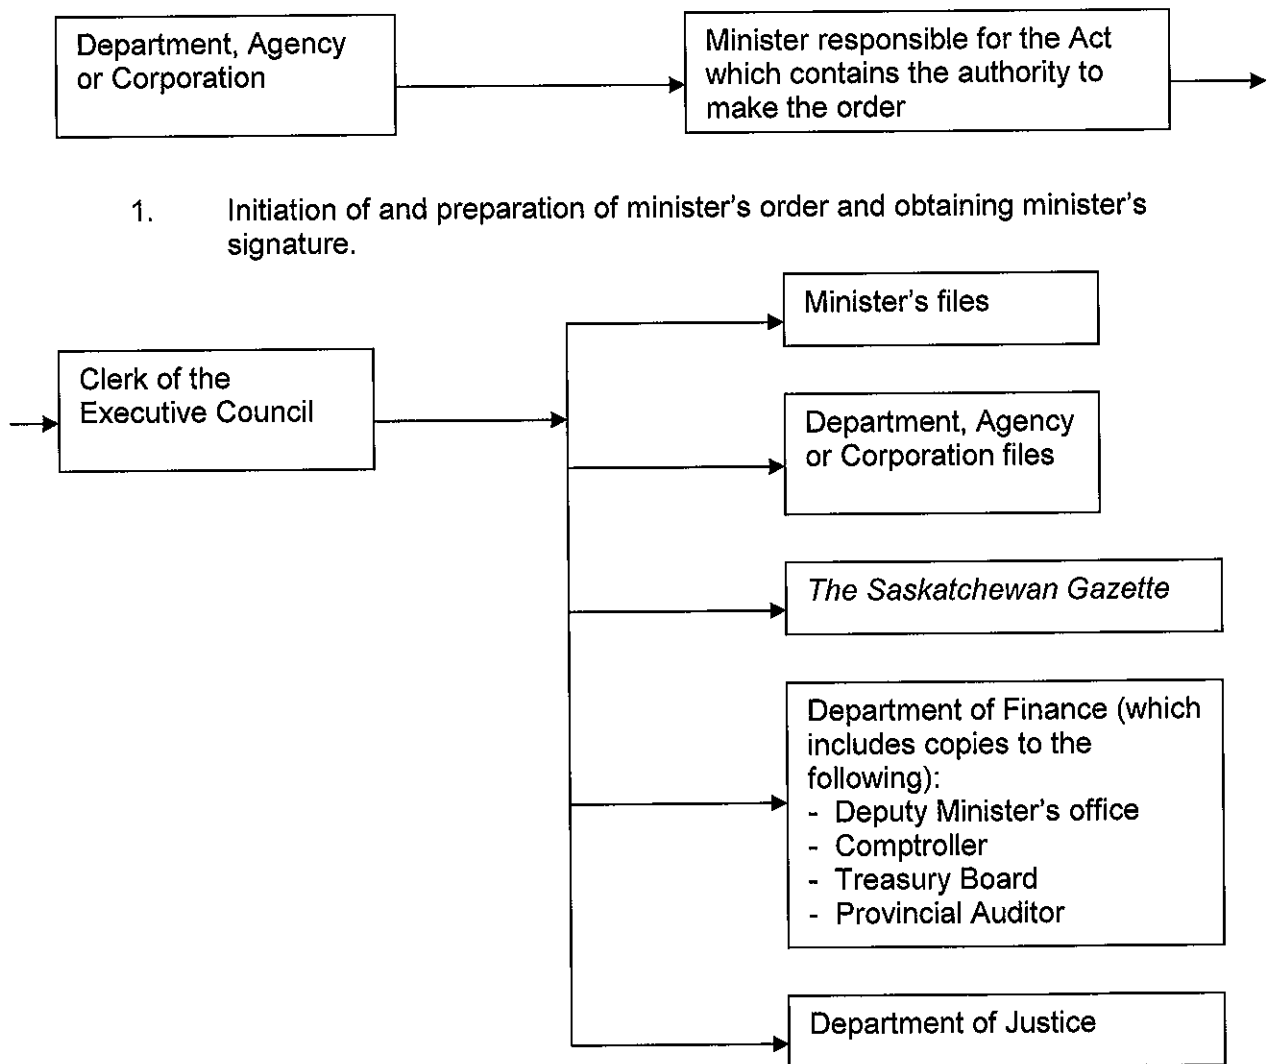 Department, Agency
or Corporation
Minister responsible for the Act
which contains the authority to
make the order
1. Initiation of and preparation of minister's order and obtaining minister's
signature.
Clerk of the
Executive Council
Minister's files
Department, Agency
or Corporation files
The Saskatchewan Gazette
Department of Finance (which
includes copies to the
following):
- Deputy Minister's office
- Comptroller
- Treasury Board
- Provincial Auditor
Department of Justice